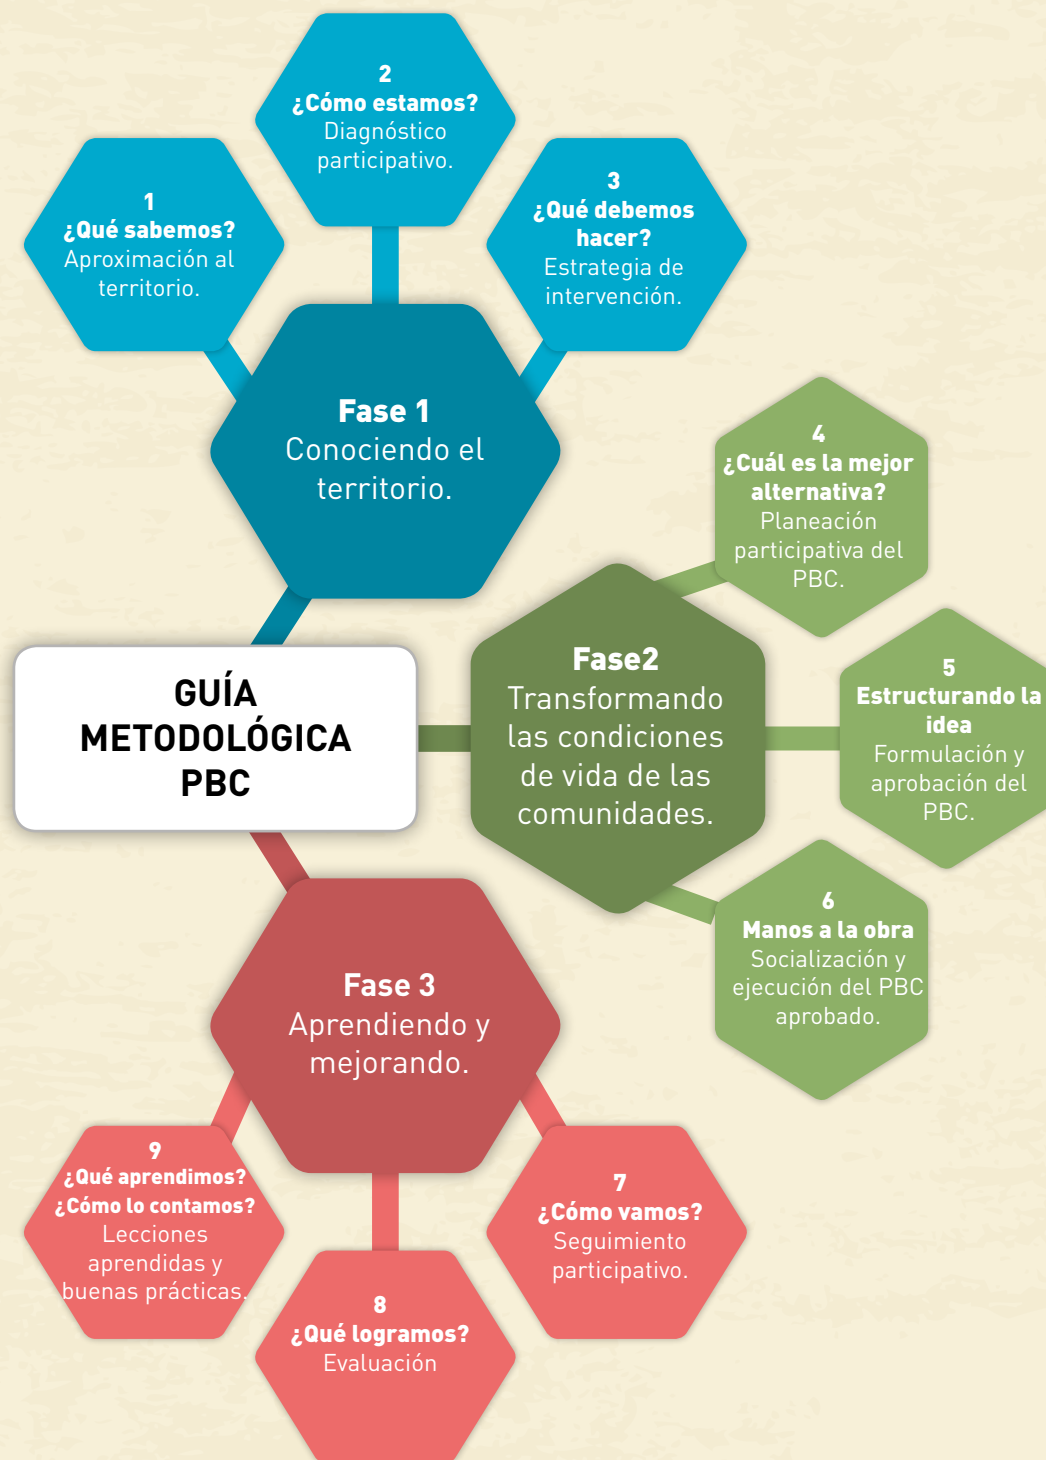 2
¿Cómo estamos?
Diagnóstico
participativo.
1
¿Qué sabemos?
Aproximación al
territorio.
3
¿Qué debemos
hacer?
Estrategia de
intervención.
Fase 1
Conociendo el
territorio.
4
¿Cuál es la mejor
alternativa?
Planeación
participativa del
PBC.
GUÍA
METODOLÓGICA
PBC
Fase2
Transformando
las condiciones
de vida de las
comunidades.
5
Estructurando la
idea
Formulación y
aprobación del
PBC.
6
Manos a la obra
Socialización y
ejecución del PBC
aprobado.
Fase 3
Aprendiendo y
mejorando.
9
¿Qué aprendimos?
¿Cómo lo contamos?
Lecciones
aprendidas y
buenas prácticas.
7
¿Cómo vamos?
Seguimiento
participativo.
8
¿Qué logramos?
Evaluación